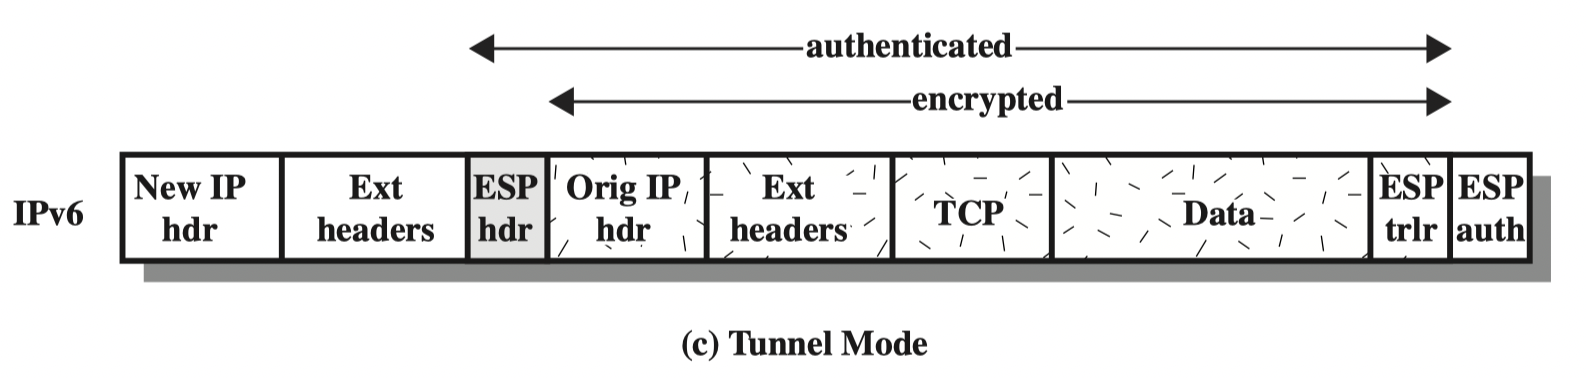 authenticated
encrypted
IPv6
New IP
hdr
Ext
headers
ESP
hdr
Orig IP
hdr
Ext
headers
TCP
Data
ESP
trlr
ESP
auth
(c) Tunnel Mode